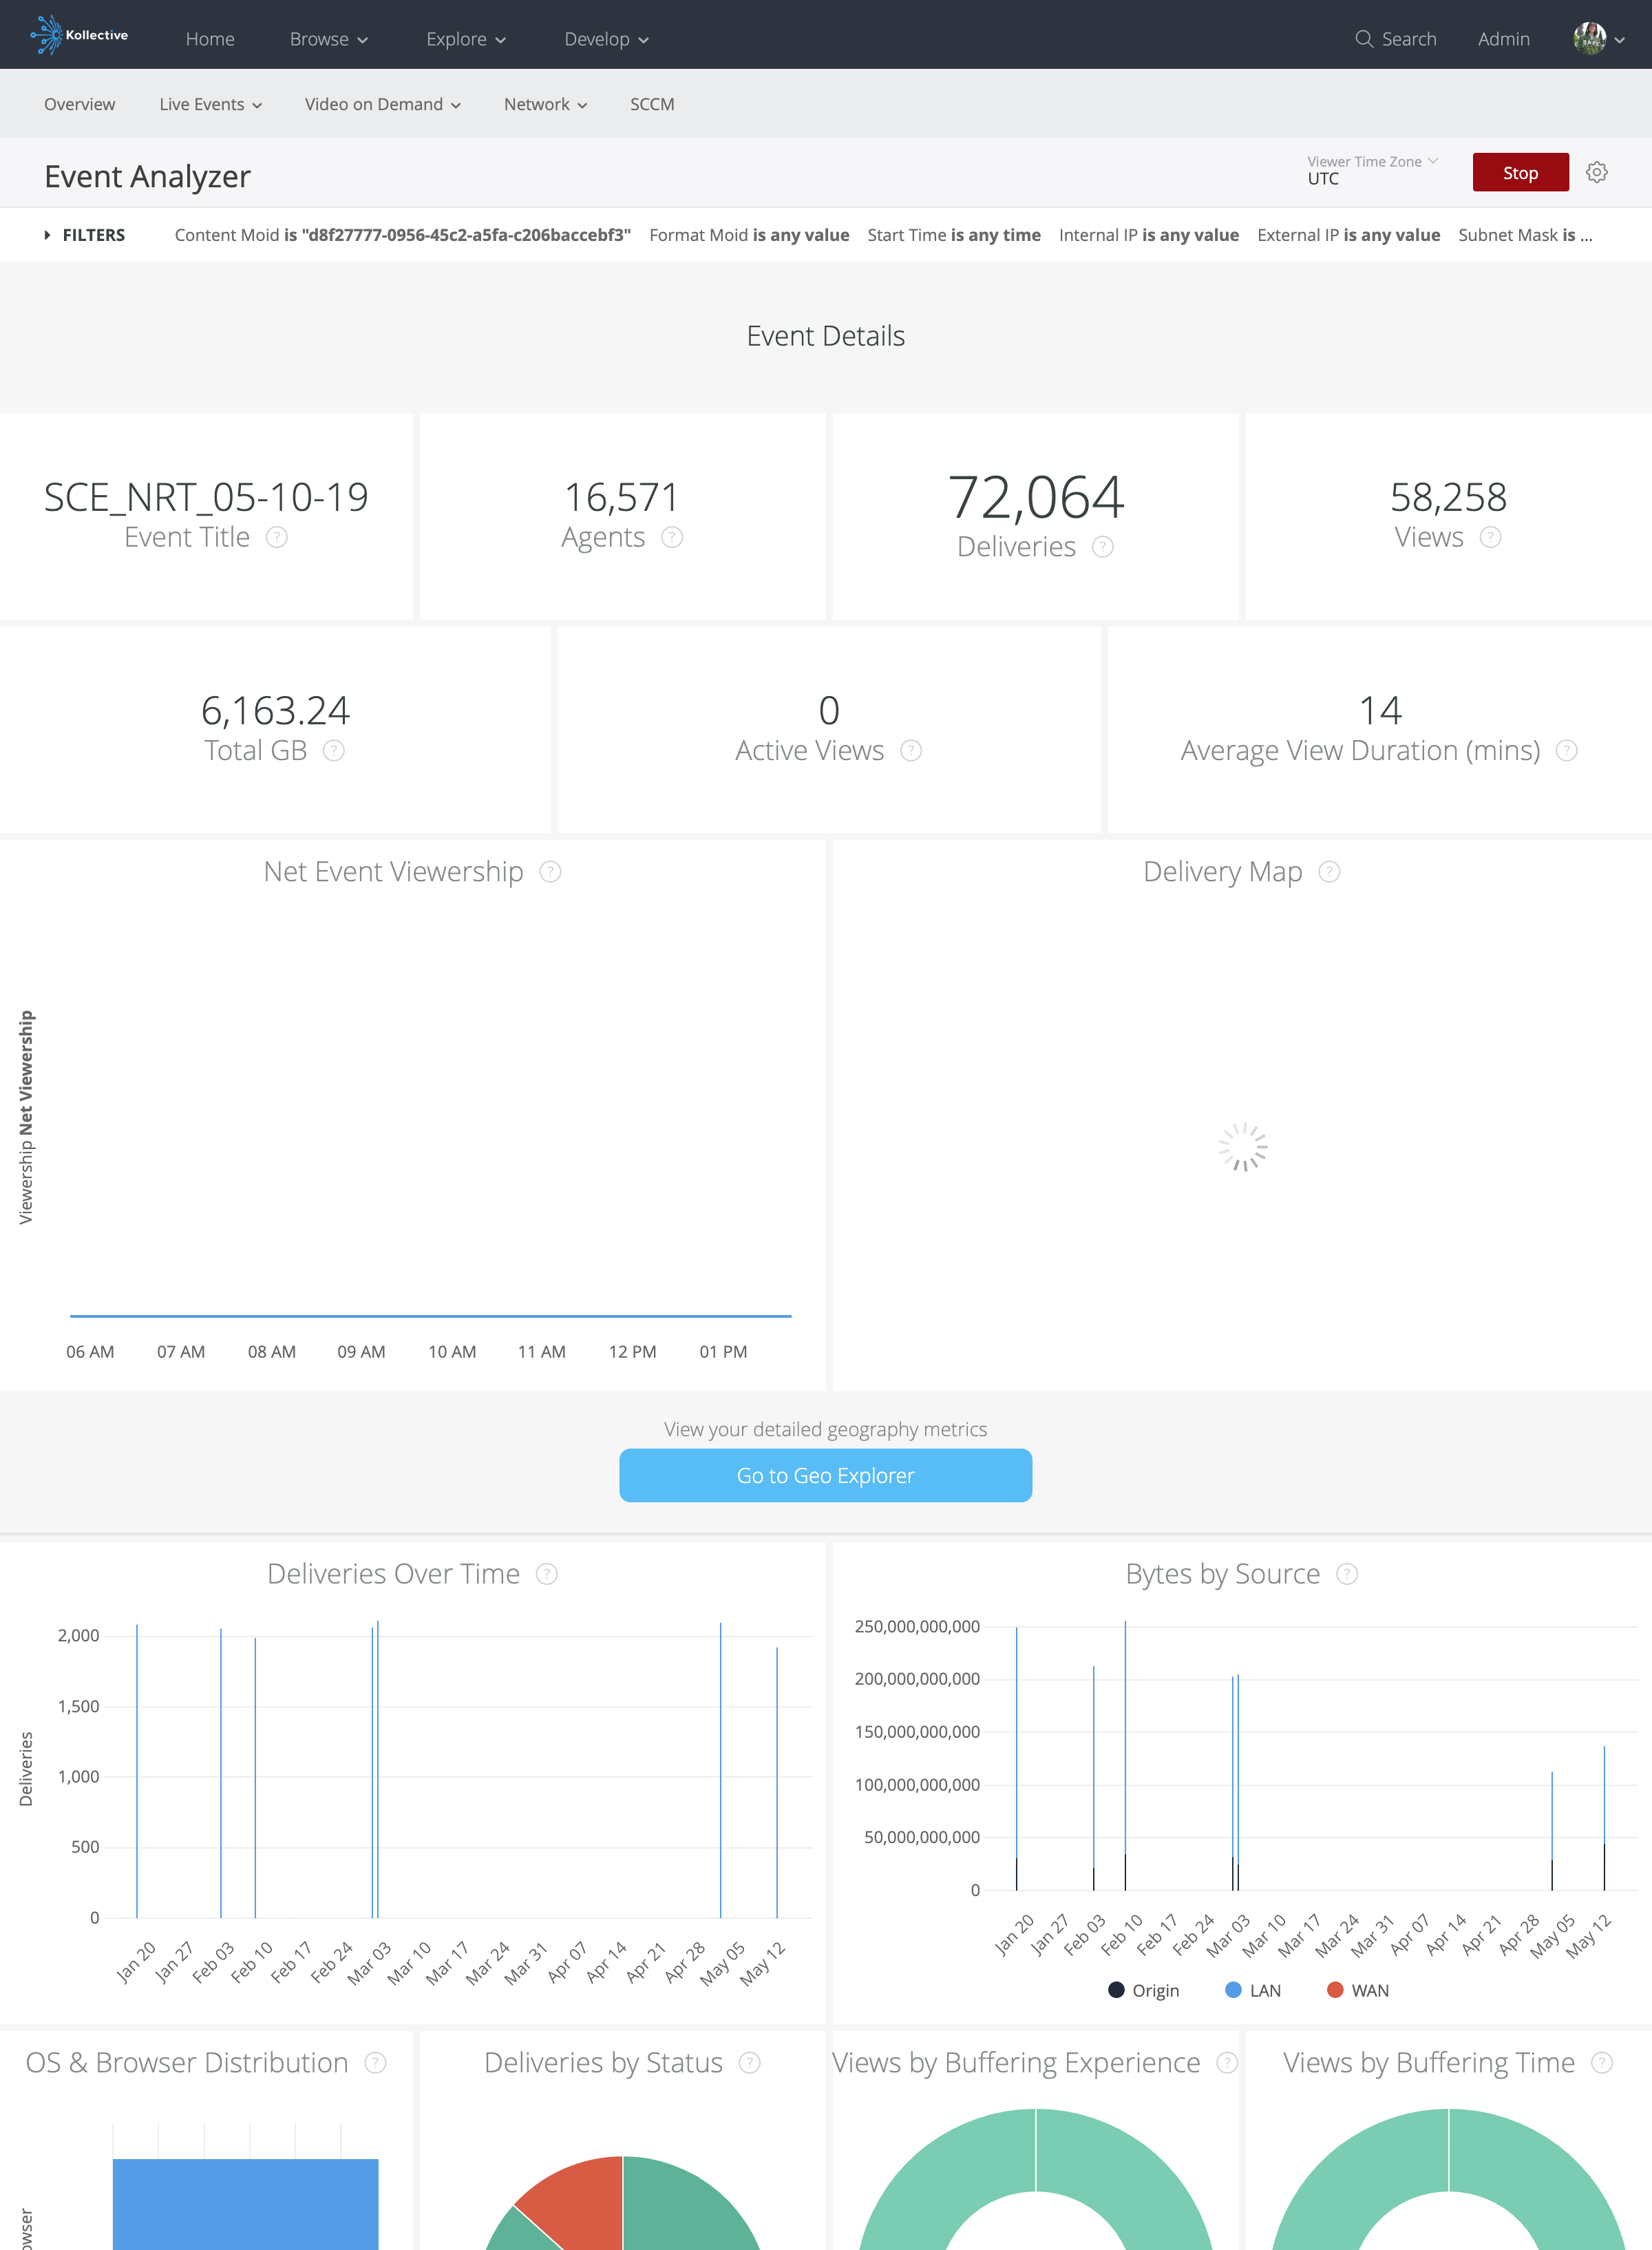 Kollective
Home
Browse
Explore
Develop
Search
Admin
Overview
Live Events
Video on Demand
Network
SCCM
Event Analyzer
Viewer Time Zone
UTC
Stop
FILTERS
Content Moid is "d8f27777-0956-45c2-a5fa-c206baccebf3" Format Moid is any value Start Time is any time Internal IP is any value External IP is any value Subnet Mask is ...
Event Details
SCE_NRT_05-10-19
Event Title ?
16,571
Agents ?
72,064
Deliveries ?
58,258
Views ?
6,163.24
Total GB ?
0
Active Views ?
14
Average View Duration (mins) ?
Net Event Viewership ?
Viewership Net Viewership
06 AM 07 AM 08 AM 09 AM 10 AM 11 AM 12 PM 01 PM
Delivery Map ?
View your detailed geography metrics
Go to Geo Explorer
Deliveries Over Time ?
Deliveries
2,000
1,500
1,000
500
0
Jan 20 Jan 27 Feb 03 Feb 10 Feb 17 Feb 24 Mar 03 Mar 10 Mar 17 Mar 24 Mar 31 Apr 07 Apr 14 Apr 21 Apr 28 May 05 May 12
Bytes by Source ?
250,000,000,000
200,000,000,000
150,000,000,000
100,000,000,000
50,000,000,000
0
Jan 20 Jan 27 Feb 03 Feb 10 Feb 17 Feb 24 Mar 03 Mar 10 Mar 17 Mar 24 Mar 31 Apr 07 Apr 14 Apr 21 Apr 28 May 05 May 12
Origin LAN WAN
OS & Browser Distribution ?
owser
Deliveries by Status ?
Views by Buffering Experience ?
Views by Buffering Time ?